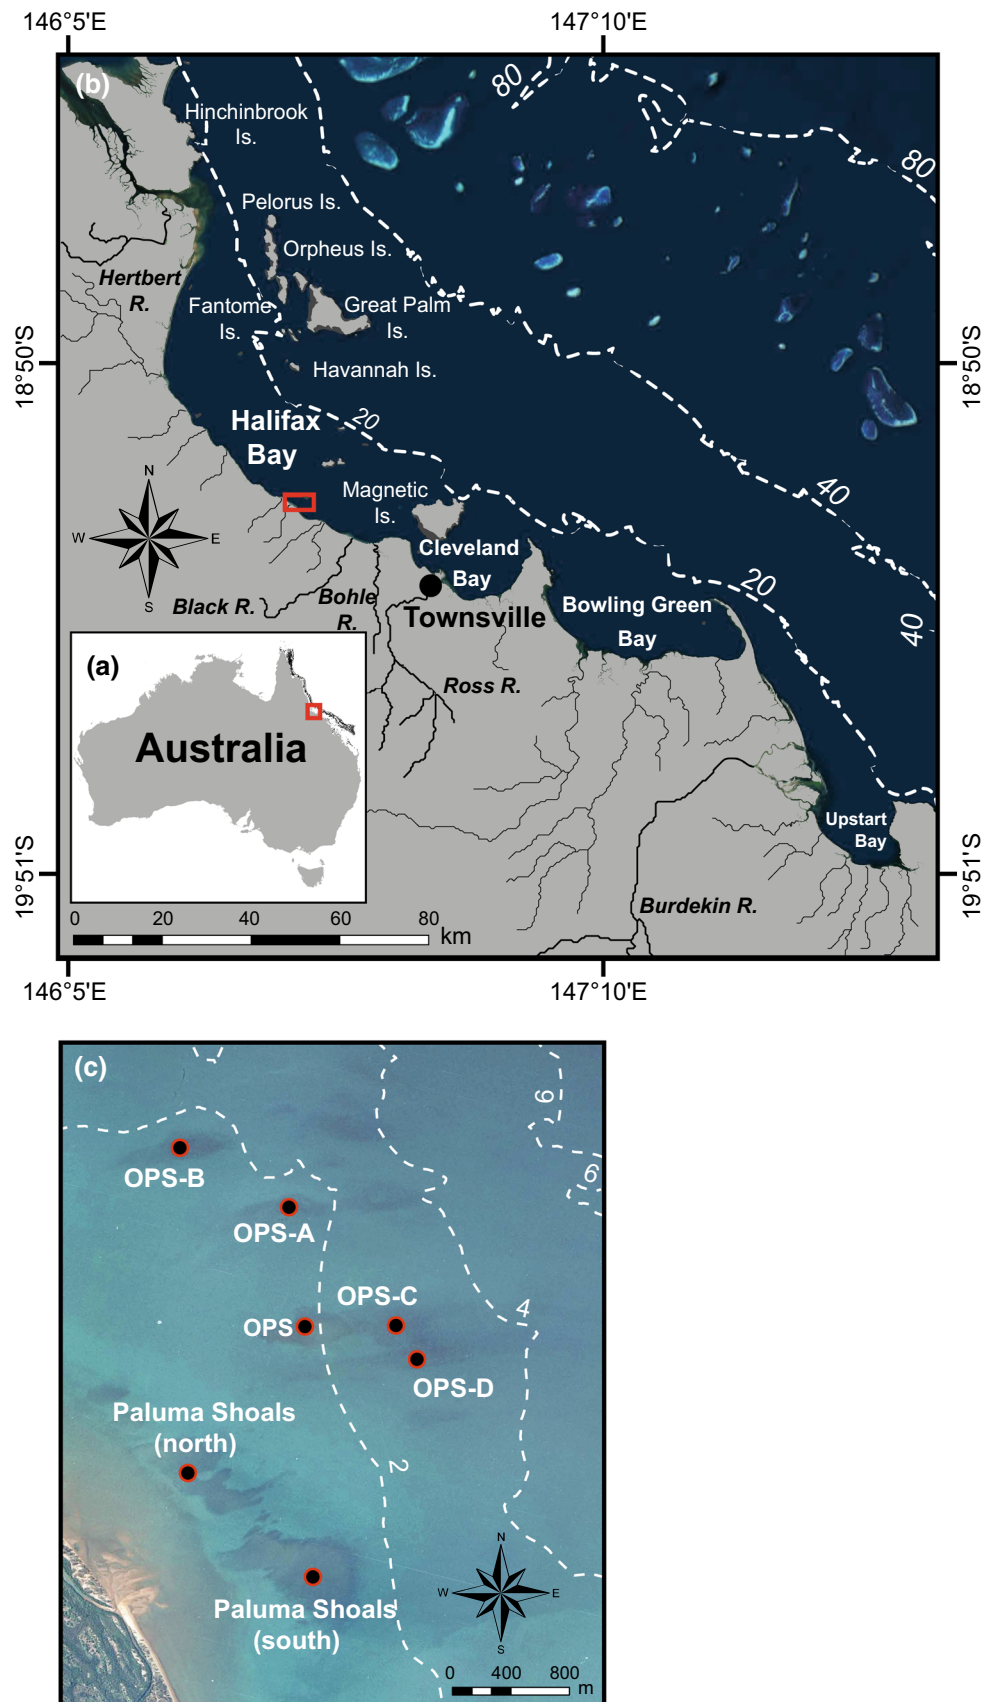 146°5'E
147°10'E
(b)
80
Hinchinbrook
Is.
80
Pelorus Is.
Orpheus Is.
Hertbert
R.
Fantome
Is.
Great Palm
Is.
18°50'S
18°50'S
Havannah Is.
20
Halifax
Bay
40
Magnetic
Is.
N
W
E
S
Cleveland
Bay
20
Black R.
Bohle
R.
Townsville
Bowling Green
Bay
40
(a)
Ross R.
Australia
Upstart
Bay
19°51'S
19°51'S
Burdekin R.
0 20 40 60 80
km
146°5'E
147°10'E
(c)
6
OPS-B
6
OPS-A
OPS-C
4
OPS
OPS-D
Paluma Shoals
(north)
2
N
W
E
S
Paluma Shoals
(south)
0 400 800
m